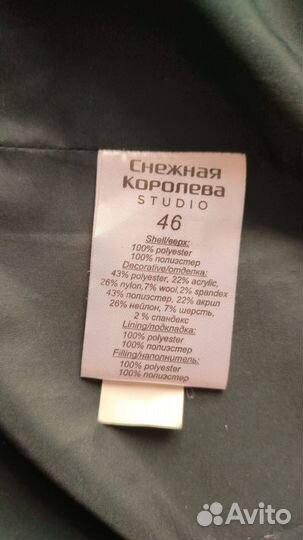 Снежная
Королева
STUDIO
46
Shell/верх:
100% polyester
100% полиэстер
Decorative/отделка:
43% polyester, 22% acrylic,
26% nylon,7% wool,2% spandex
43% полиэстер, 22% акрил
26% нейлон, 7% шерсть,
2 % спандекс
Lining/подкладка:
100% polyester
100% полиэстер
Filling/наполнитель:
100% polyester
100% полиэстер
Avito